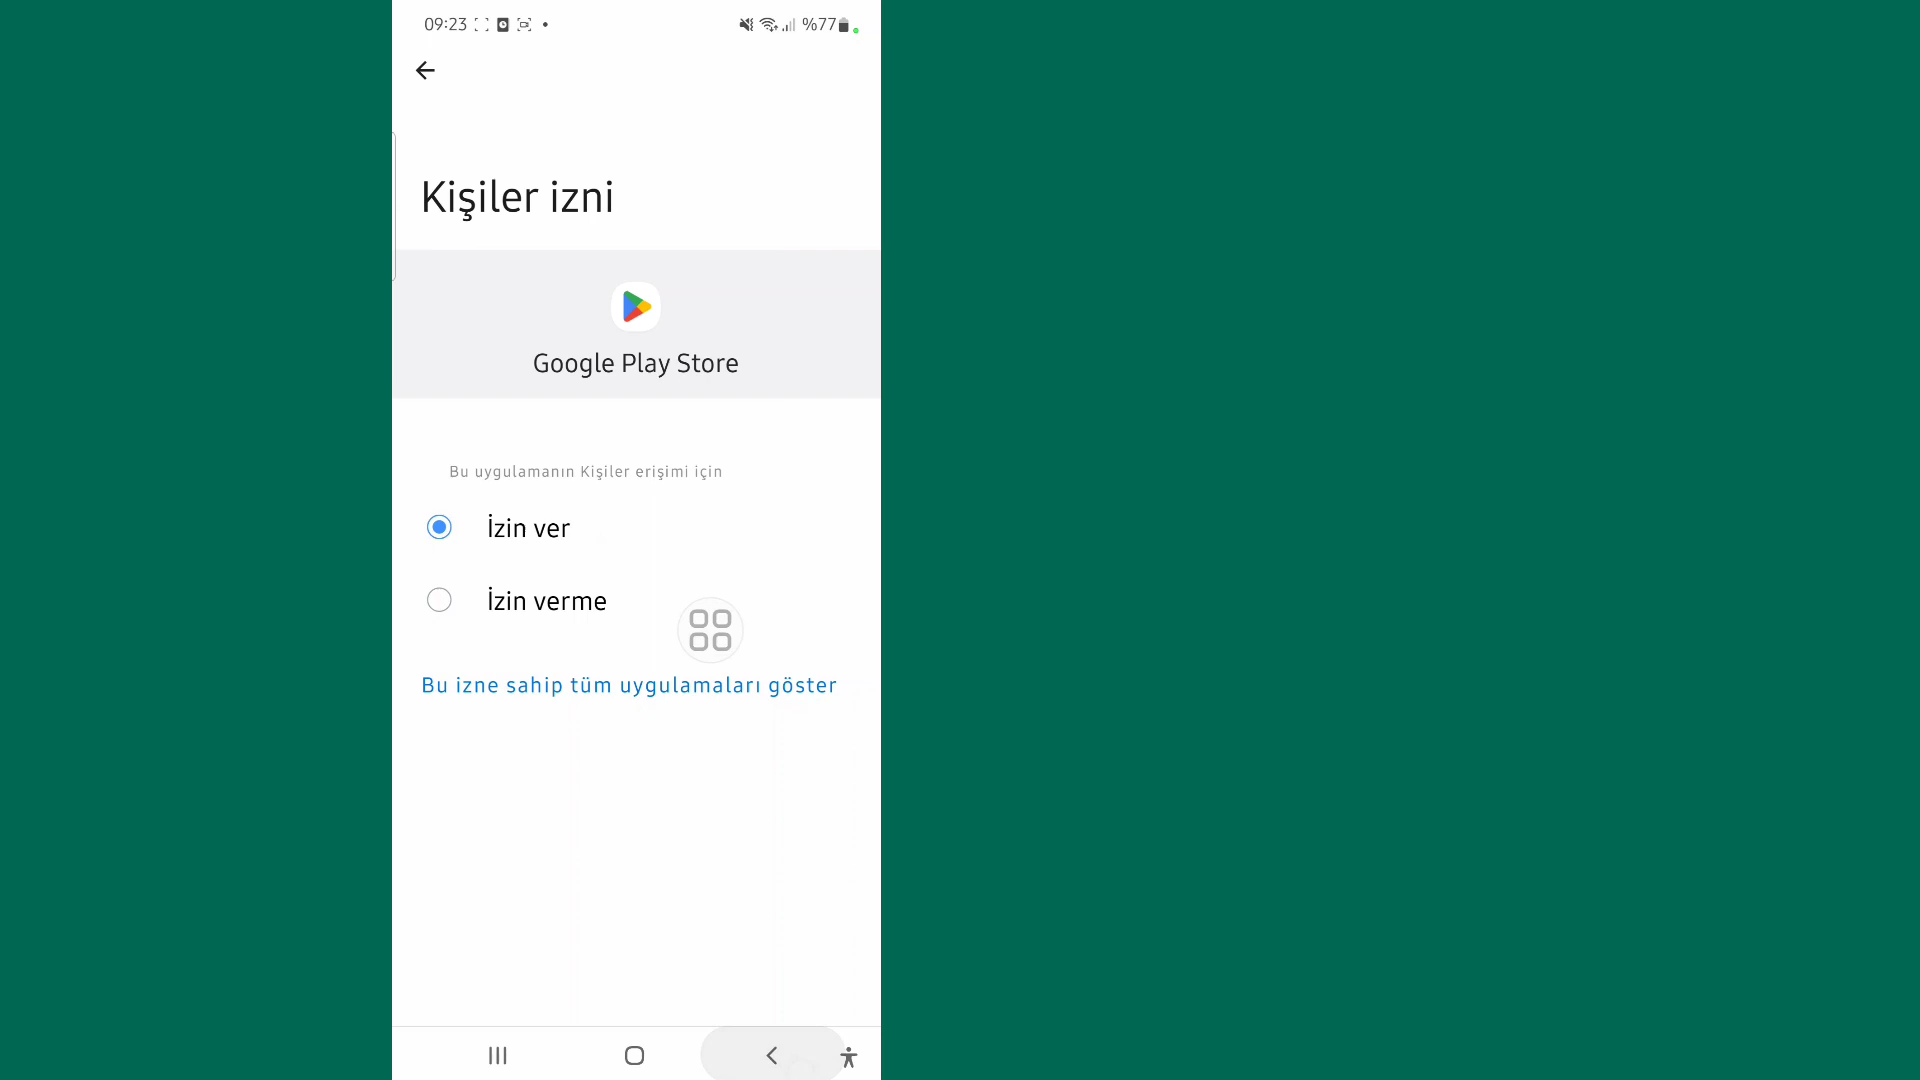 09:23 %77
Kişiler izni
Google Play Store
Bu uygulamanın Kişiler erişimi için
İzin ver
İzin verme
Bu izne sahip tüm uygulamaları göster